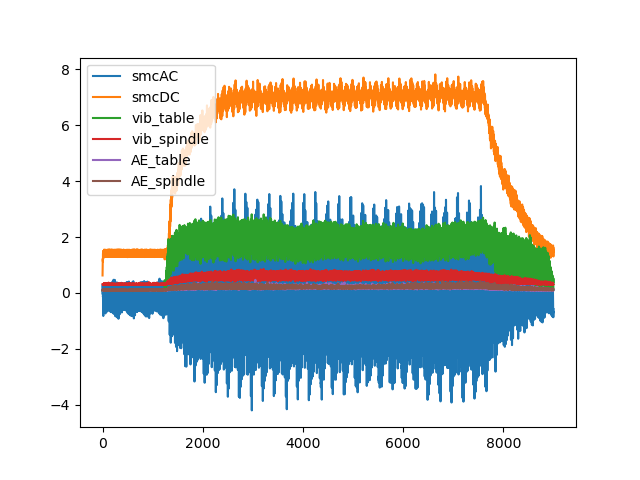 8
6
4
2
0
−2
−4
smcAC
smcDC
vib_table
vib_spindle
AE_table
AE_spindle
0 2000 4000 6000 8000